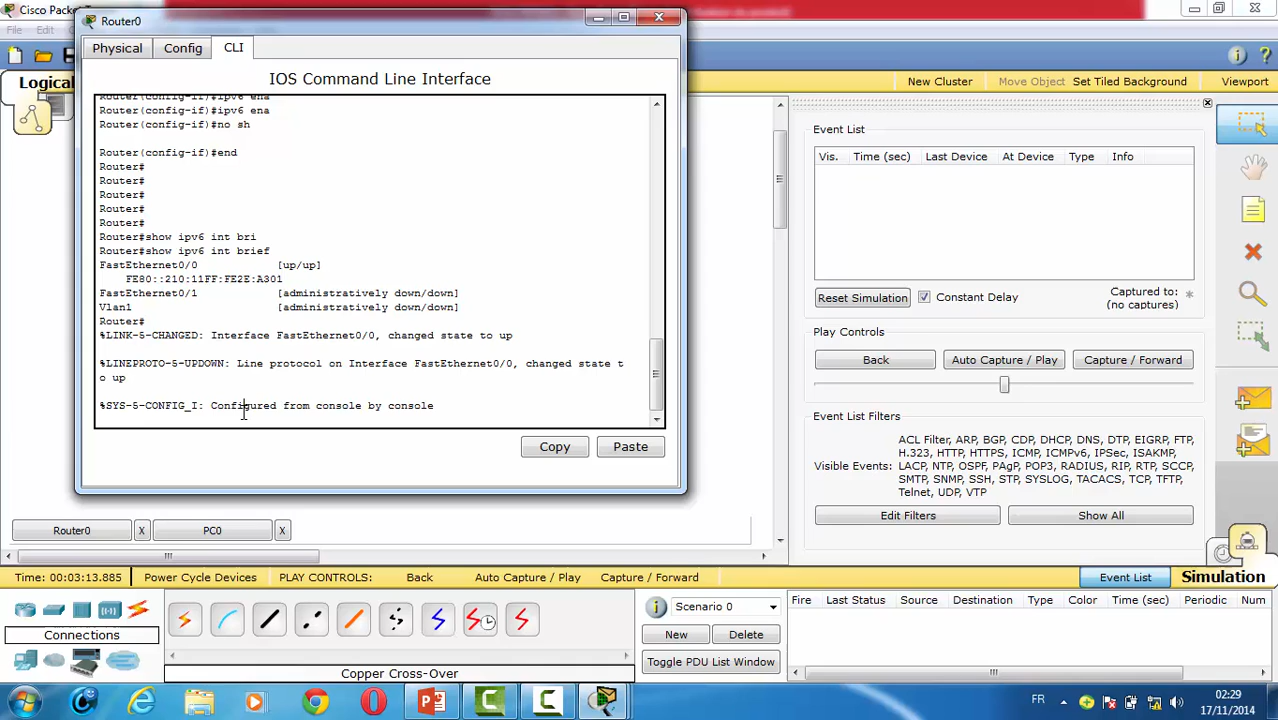 Cisco Packet T
Router0
File Edit
Physical Config CLI
Logical
New Cluster Move Object Set Tiled Background Viewport
IOS Command Line Interface
Router(config-if)#ipv6 ena
Router(config-if)#ipv6 ena
Router(config-if)#no sh
Router(config-if)#end
Router#
Router#
Router#
Router#
Router#
Router#show ipv6 int bri
Router#show ipv6 int brief
FastEthernet0/0 [up/up]
FE80::210:11FF:FE2E:A301
FastEthernet0/1 [administratively down/down]
Vlan1 [administratively down/down]
Router#
%LINK-5-CHANGED: Interface FastEthernet0/0, changed state to up
%LINEPROTO-5-UPDOWN: Line protocol on Interface FastEthernet0/0, changed state t
o up
%SYS-5-CONFIG_I: Configured from console by console
Copy Paste
Router0 X PC0 X
Event List
Vis. Time (sec) Last Device At Device Type Info
Reset Simulation Constant Delay Captured to:
(no captures) *
Play Controls
Back Auto Capture / Play Capture / Forward
Event List Filters
Visible Events: ACL Filter, ARP, BGP, CDP, DHCP, DNS, DTP, EIGRP, FTP,
H.323, HTTP, HTTPS, ICMP, ICMPv6, IPSec, ISAKMP,
LACP, NTP, OSPF, PAgP, POP3, RADIUS, RIP, RTP, SCCP,
SMTP, SNMP, SSH, STP, SYSLOG, TACACS, TCP, TFTP,
Telnet, UDP, VTP
Edit Filters Show All
Time: 00:03:13.885 Power Cycle Devices PLAY CONTROLS: Back Auto Capture / Play Capture / Forward Event List Simulation
Connections
Copper Cross-Over
Scenario 0
New Delete
Toggle PDU List Window
Fire Last Status Source Destination Type Color Time (sec) Periodic Num
FR 02:29
17/11/2014